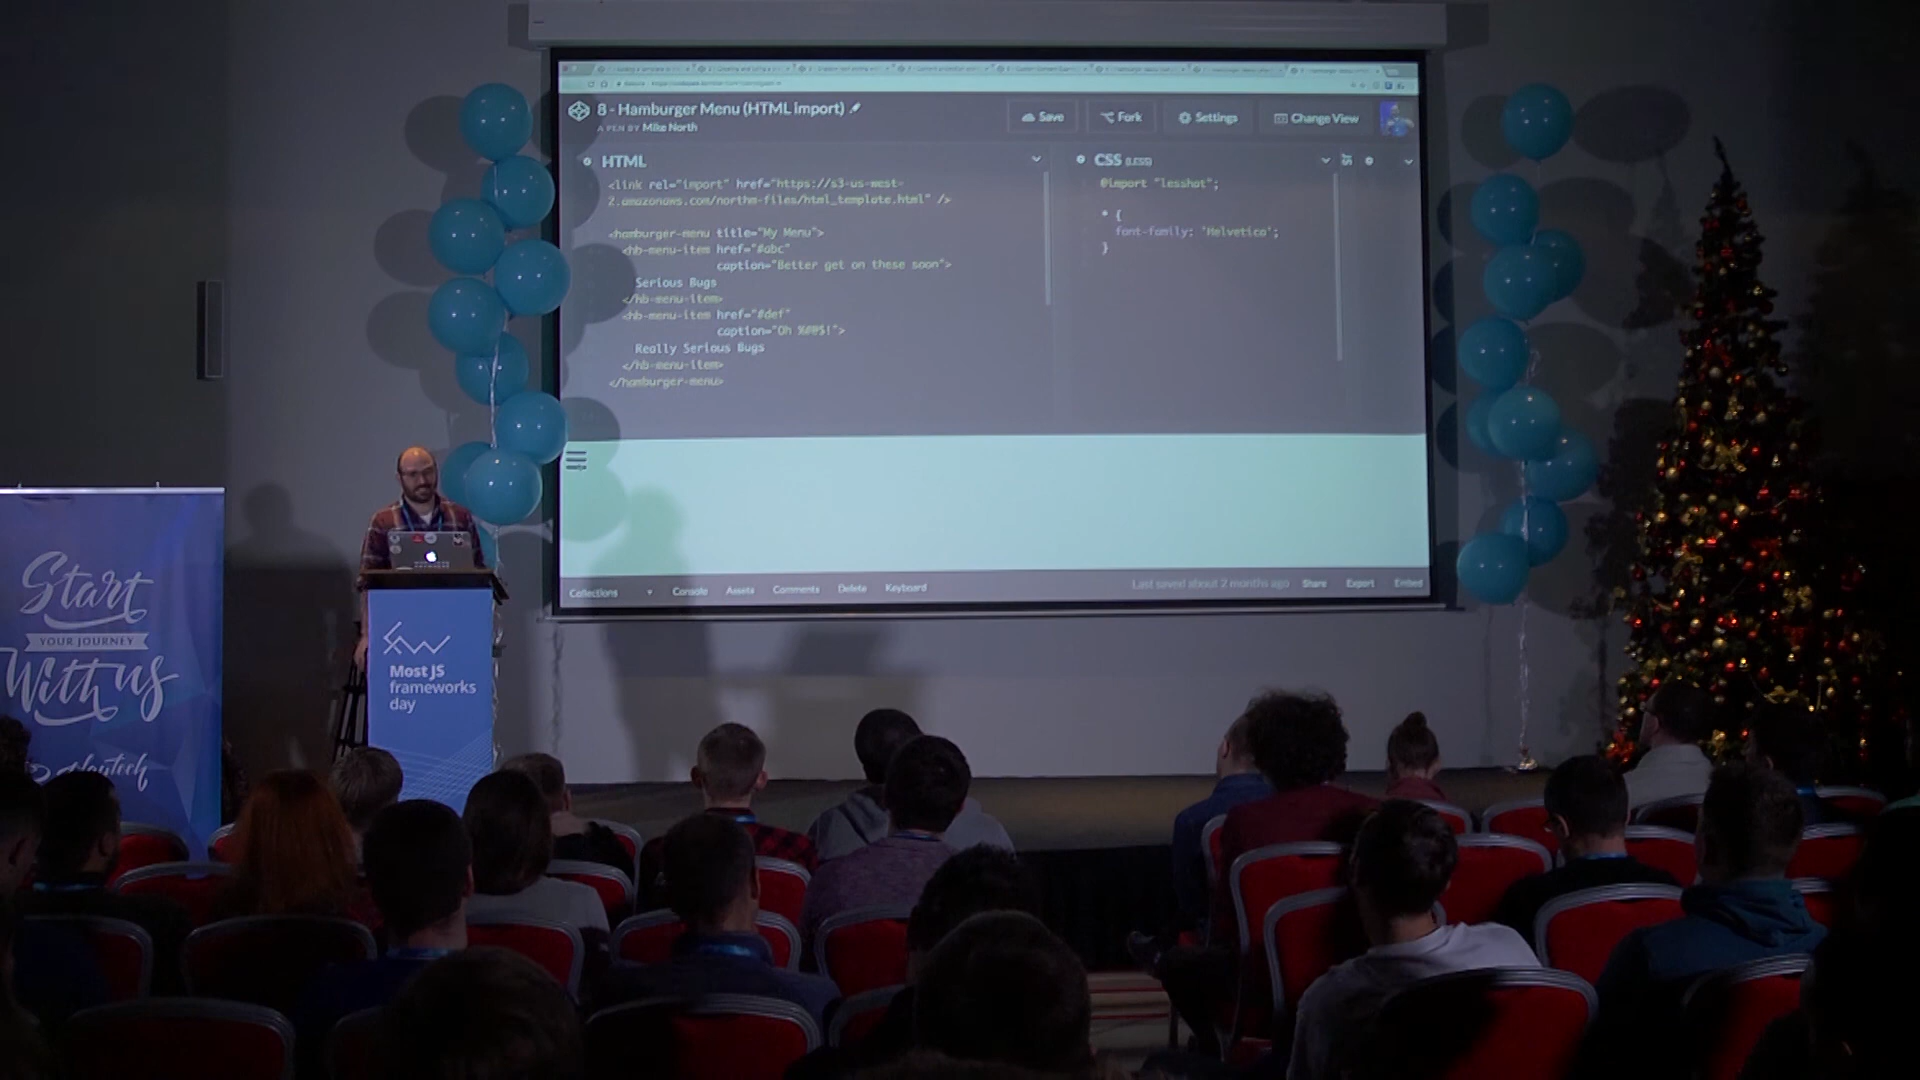 8 - Hamburger Menu (HTML import)
A PEN BY Mike North
Save
Fork
Settings
Change View
HTML
<link rel="import" href="https://s3-us-west-
2.amazonaws.com/northm-files/html_template.html" />
<hamburger-menu title="My Menu">
<hb-menu-item href="#abc"
caption="Better get on these soon">
Serious Bugs
</hb-menu-item>
<hb-menu-item href="#def"
caption="Oh %#@$!">
Really Serious Bugs
</hb-menu-item>
</hamburger-menu>
CSS (LESS)
@import "lesshat";
* {
font-family: 'Helvetica';
}
JS
Collections
Console
Assets
Comments
Delete
Keyboard
Last saved about 2 months ago
Share
Export
Embed
Start
YOUR JOURNEY
With us
Most JS
frameworks
day